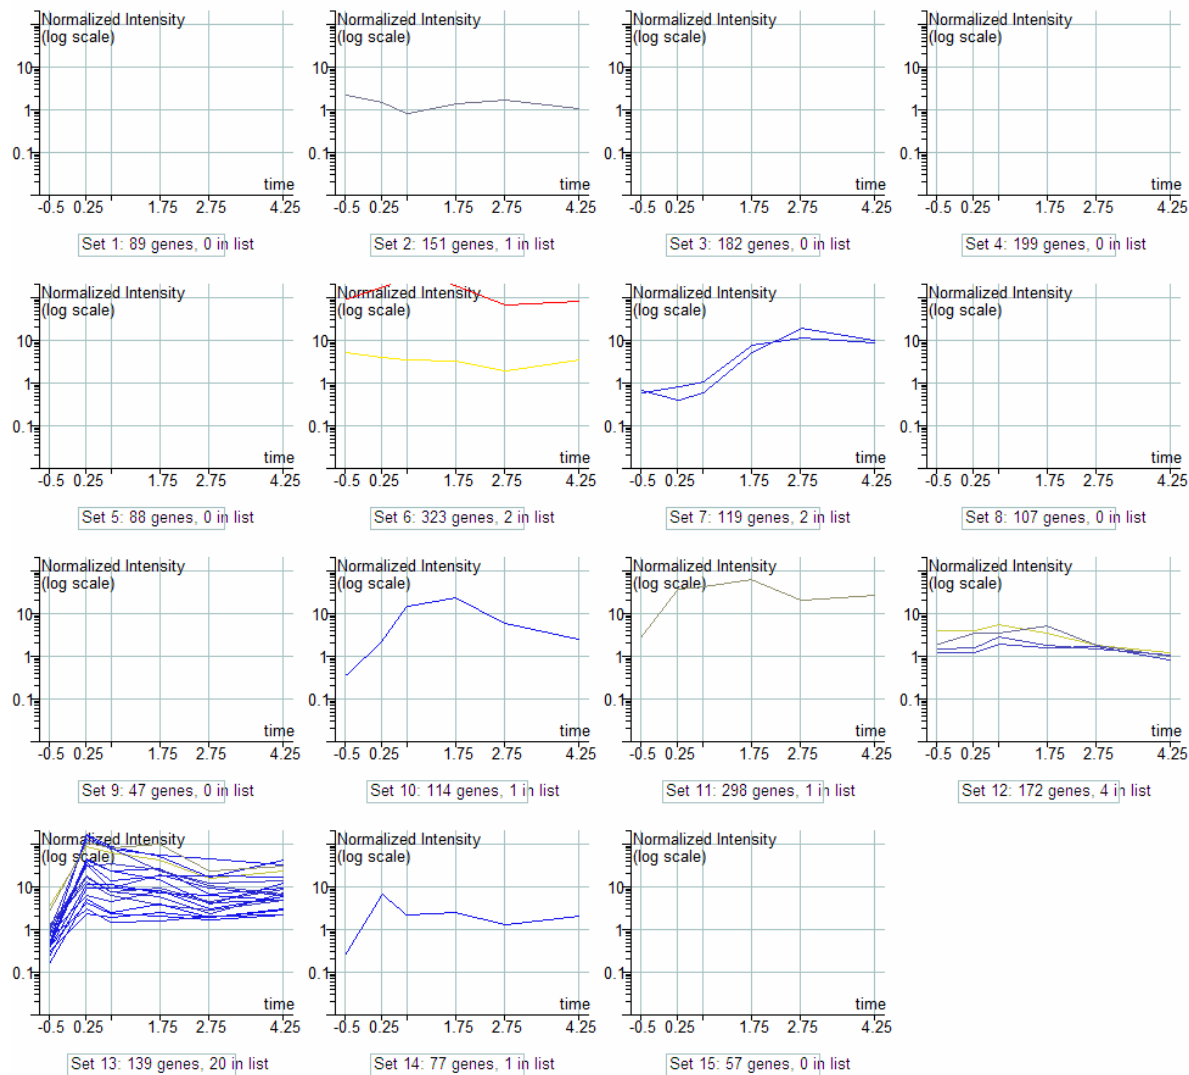 Normalized Intensity
(log scale)
10
1
0.1
time
-0.5 0.25 1.75 2.75 4.25
Set 1: 89 genes, 0 in list
Normalized Intensity
(log scale)
10
1
0.1
time
-0.5 0.25 1.75 2.75 4.25
Set 2: 151 genes, 1 in list
Normalized Intensity
(log scale)
10
1
0.1
time
-0.5 0.25 1.75 2.75 4.25
Set 3: 182 genes, 0 in list
Normalized Intensity
(log scale)
10
1
0.1
time
-0.5 0.25 1.75 2.75 4.25
Set 4: 199 genes, 0 in list
Normalized Intensity
(log scale)
10
1
0.1
time
-0.5 0.25 1.75 2.75 4.25
Set 5: 88 genes, 0 in list
Normalized Intensity
(log scale)
10
1
0.1
time
-0.5 0.25 1.75 2.75 4.25
Set 6: 323 genes, 2 in list
Normalized Intensity
(log scale)
10
1
0.1
time
-0.5 0.25 1.75 2.75 4.25
Set 7: 119 genes, 2 in list
Normalized Intensity
(log scale)
10
1
0.1
time
-0.5 0.25 1.75 2.75 4.25
Set 8: 107 genes, 0 in list
Normalized Intensity
(log scale)
10
1
0.1
time
-0.5 0.25 1.75 2.75 4.25
Set 9: 47 genes, 0 in list
Normalized Intensity
(log scale)
10
1
0.1
time
-0.5 0.25 1.75 2.75 4.25
Set 10: 114 genes, 1 in list
Normalized Intensity
(log scale)
10
1
0.1
time
-0.5 0.25 1.75 2.75 4.25
Set 11: 298 genes, 1 in list
Normalized Intensity
(log scale)
10
1
0.1
time
-0.5 0.25 1.75 2.75 4.25
Set 12: 172 genes, 4 in list
Normalized Intensity
(log scale)
10
1
0.1
time
-0.5 0.25 1.75 2.75 4.25
Set 13: 139 genes, 20 in list
Normalized Intensity
(log scale)
10
1
0.1
time
-0.5 0.25 1.75 2.75 4.25
Set 14: 77 genes, 1 in list
Normalized Intensity
(log scale)
10
1
0.1
time
-0.5 0.25 1.75 2.75 4.25
Set 15: 57 genes, 0 in list